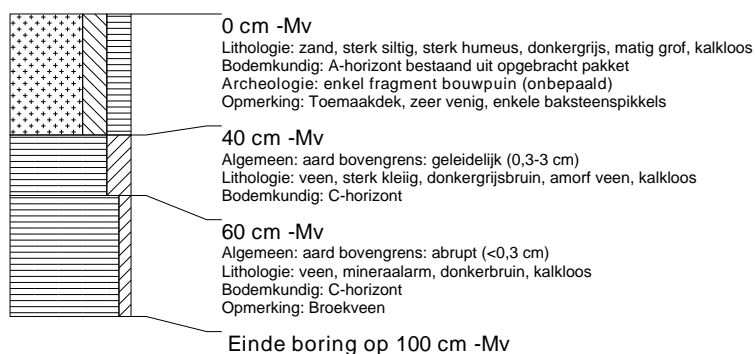 0 cm -Mv
Lithologie: zand, sterk siltig, sterk humeus, donkergrijs, matig grof, kalkloos
Bodemkundig: A-horizont bestaand uit opgebracht pakket
Archeologie: enkel fragment bouwpuin (onbepaald)
Opmerking: Toemaakdek, zeer venig, enkele baksteenspikkels
40 cm -Mv
Algemeen: aard bovengrens: geleidelijk (0,3-3 cm)
Lithologie: veen, sterk kleiig, donkergrijsbruin, amorf veen, kalkloos
Bodemkundig: C-horizont
60 cm -Mv
Algemeen: aard bovengrens: abrupt (<0,3 cm)
Lithologie: veen, mineraalarm, donkerbruin, kalkloos
Bodemkundig: C-horizont
Opmerking: Broekveen
Einde boring op 100 cm -Mv